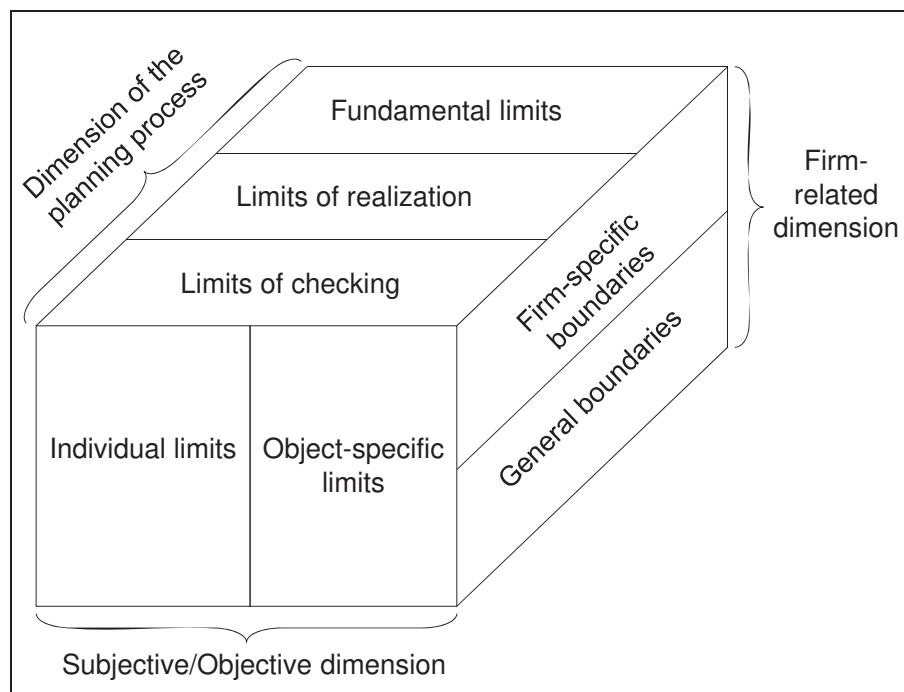 Dimension of the
planning process
Fundamental limits
Limits of realization
Limits of checking
Firm-
related
dimension
Firm-specific
boundaries
General boundaries
Individual limits
Object-specific
limits
Subjective/Objective dimension